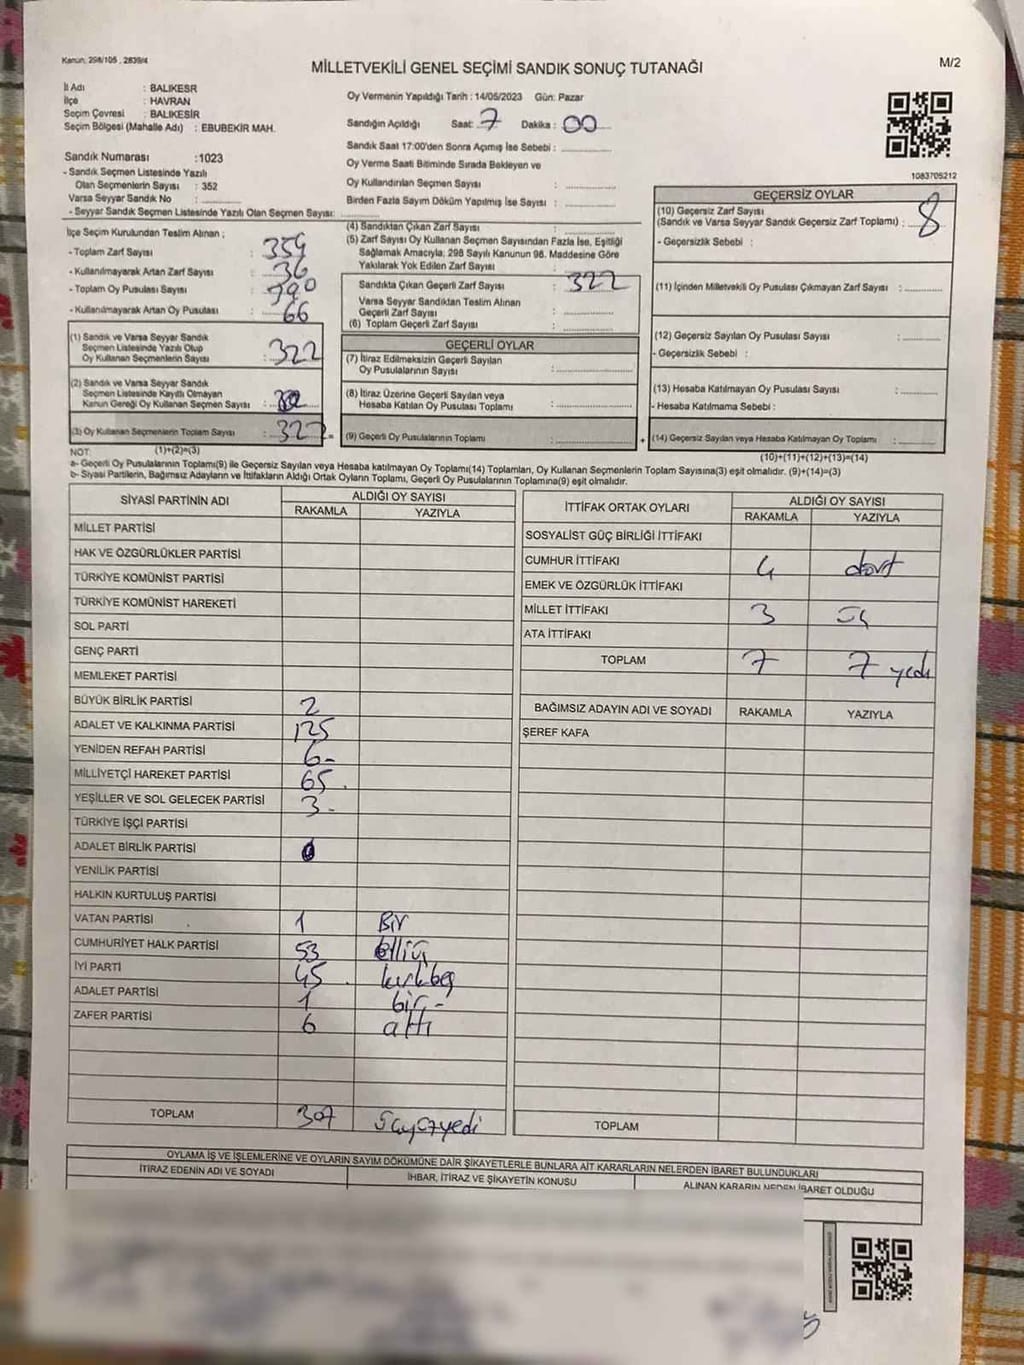 Kanun: 298/105 , 2839/4
MİLLETVEKİLİ GENEL SEÇİMİ SANDIK SONUÇ TUTANAĞI
M/2
İl Adı : BALIKESR
İlçe : HAVRAN
Seçim Çevresi : BALIKESİR
Seçim Bölgesi (Mahalle Adı) : EBUBEKİR MAH.
Sandık Numarası :1023
- Sandık Seçmen Listesinde Yazılı
Olan Seçmenlerin Sayısı : 352
Varsa Seyyar Sandık No :
- Seyyar Sandık Seçmen Listesinde Yazılı Olan Seçmen Sayısı:
İlçe Seçim Kurulundan Teslim Alınan ;
- Toplam Zarf Sayısı : 359
- Kullanılmayarak Artan Zarf Sayısı : 36
- Toplam Oy Pusulası Sayısı : 390
- Kullanılmayarak Artan Oy Pusulası : 66
(1) Sandık ve Varsa Seyyar Sandık
Seçmen Listesinde Yazılı Olup
Oy Kullanan Seçmenlerin Sayısı : 322
(2) Sandık ve Varsa Seyyar Sandık
Seçmen Listesinde Kayıtlı Olmayan
Kanun Gereği Oy Kullanan Seçmen Sayısı :
(3) Oy Kullanan Seçmenlerin Toplam Sayısı : 322 =
Oy Vermenin Yapıldığı Tarih : 14/05/2023 Gün: Pazar
Sandığın Açıldığı Saat: 7 Dakika : 00
Sandık Saat 17:00'den Sonra Açımış İse Sebebi :
Oy Verme Saati Bitiminde Sırada Bekleyen ve
Oy Kullandırılan Seçmen Sayısı :
Birden Fazla Sayım Döküm Yapılmış İse Sayısı :
(4) Sandıktan Çıkan Zarf Sayısı :
(5) Zarf Sayısı Oy Kullanan Seçmen Sayısından Fazla İse, Eşitliği
Sağlamak Amacıyla; 298 Sayılı Kanunun 98. Maddesine Göre
Yakılarak Yok Edilen Zarf Sayısı :
Sandıkta Çıkan Geçerli Zarf Sayısı : 322
Varsa Seyyar Sandıktan Teslim Alınan
Geçerli Zarf Sayısı :
(6) Toplam Geçerli Zarf Sayısı :
GEÇERLİ OYLAR
(7) İtiraz Edilmeksizin Geçerli Sayılan
Oy Pusulalarının Sayısı :
(8) İtiraz Üzerine Geçerli Sayılan veya
Hesaba Katılan Oy Pusulası Toplamı :
(9) Geçerli Oy Pusulalarının Toplamı : +
1083705212
GEÇERSİZ OYLAR
(10) Geçersiz Zarf Sayısı
(Sandık ve Varsa Seyyar Sandık Geçersiz Zarf Toplamı) : 8
- Geçersizlik Sebebi :
(11) İçinden Milletvekili Oy Pusulası Çıkmayan Zarf Sayısı :
(12) Geçersiz Sayılan Oy Pusulası Sayısı :
- Geçersizlik Sebebi :
(13) Hesaba Katılmayan Oy Pusulası Sayısı :
- Hesaba Katılmama Sebebi :
(14) Geçersiz Sayılan veya Hesaba Katılmayan Oy Toplamı :
NOT: (1)+(2)=(3)
(10)+(11)+(12)+(13)=(14)
a- Geçerli Oy Pusulalarının Toplamı(9) ile Geçersiz Sayılan veya Hesaba katılmayan Oy Toplamı(14) Toplamları, Oy Kullanan Seçmenlerin Toplam Sayısına(3) eşit olmalıdır. (9)+(14)=(3)
b- Siyasi Partilerin, Bağımsız Adayların ve İttifakların Aldığı Ortak Oyların Toplamı, Geçerli Oy Pusulalarının Toplamına(9) eşit olmalıdır.
SİYASİ PARTİNİN ADI
ALDIĞI OY SAYISI
RAKAMLA YAZIYLA
MİLLET PARTİSİ
HAK VE ÖZGÜRLÜKLER PARTİSİ
TÜRKİYE KOMÜNİST PARTİSİ
TÜRKİYE KOMÜNİST HAREKETİ
SOL PARTİ
GENÇ PARTİ
MEMLEKET PARTİSİ
BÜYÜK BİRLİK PARTİSİ 2
ADALET VE KALKINMA PARTİSİ 125
YENİDEN REFAH PARTİSİ 6-
MİLLİYETÇİ HAREKET PARTİSİ 65.
YEŞİLLER VE SOL GELECEK PARTİSİ 3-
TÜRKİYE İŞÇİ PARTİSİ
ADALET BİRLİK PARTİSİ
YENİLİK PARTİSİ
HALKIN KURTULUŞ PARTİSİ
VATAN PARTİSİ 1 Bir
CUMHURİYET HALK PARTİSİ 53 elliüç
İYİ PARTİ 45. kırkbeş
ADALET PARTİSİ 1 bir-
ZAFER PARTİSİ 6 altı
TOPLAM 307 üçyüzyedi
İTTİFAK ORTAK OYLARI
ALDIĞI OY SAYISI
RAKAMLA YAZIYLA
SOSYALİST GÜÇ BİRLİĞİ İTTİFAKI
CUMHUR İTTİFAKI 4 dört
EMEK VE ÖZGÜRLÜK İTTİFAKI
MİLLET İTTİFAKI 3 üç
ATA İTTİFAKI
TOPLAM 7 7 yedi
BAĞIMSIZ ADAYIN ADI VE SOYADI RAKAMLA YAZIYLA
ŞEREF KAFA
TOPLAM
OYLAMA İŞ VE İŞLEMLERİNE VE OYLARIN SAYIM DÖKÜMÜNE DAİR ŞİKAYETLERLE BUNLARA AİT KARARLARIN NELERDEN İBARET BULUNDUKLARI
İTİRAZ EDENİN ADI VE SOYADI
İHBAR, İTİRAZ VE ŞİKAYETİN KONUSU
ALINAN KARARIN NEDEN İBARET OLDUĞU